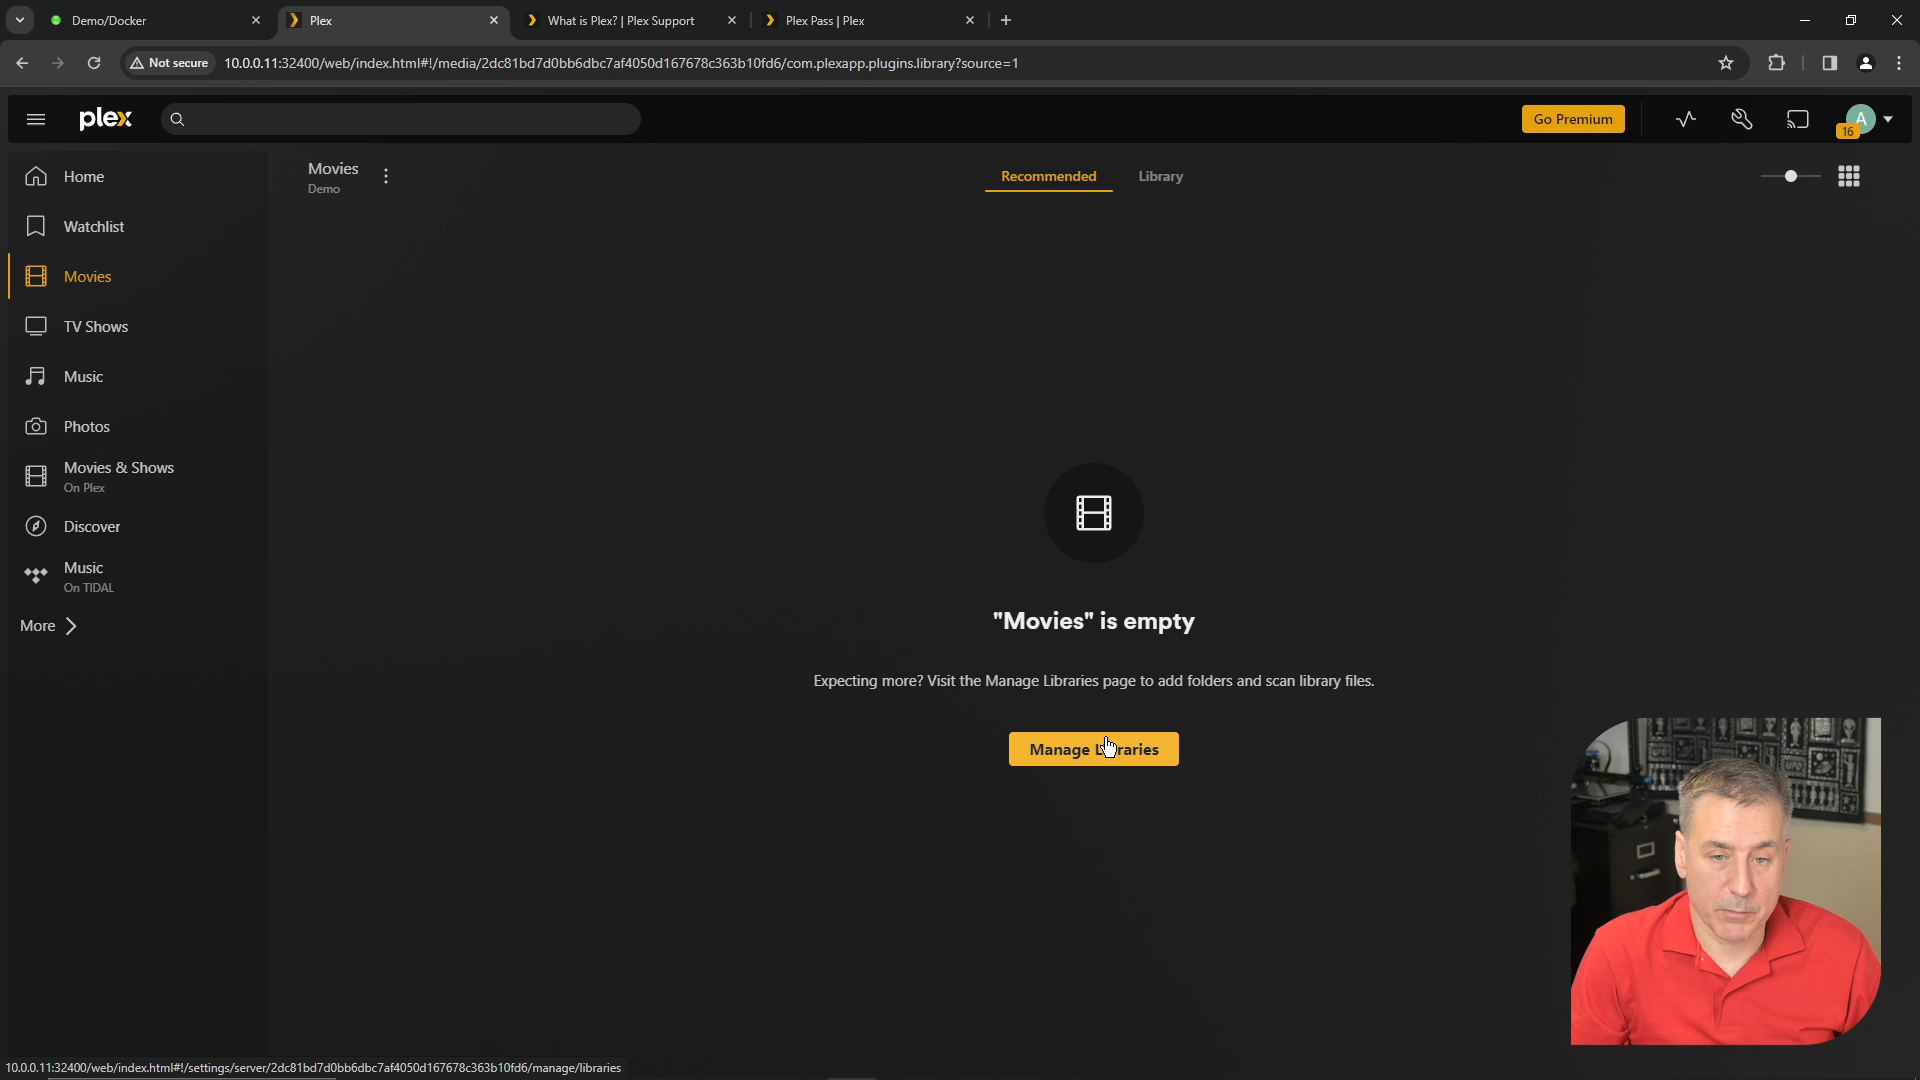 Demo/Docker
Plex
What is Plex? | Plex Support
Plex Pass | Plex
Not secure
10.0.0.11:32400/web/index.html#!/media/2dc81bd7d0bb6dbc7af4050d167678c363b10fd6/com.plexapp.plugins.library?source=1
plex
Go Premium
A
16
Home
Watchlist
Movies
TV Shows
Music
Photos
Movies & Shows
On Plex
Discover
Music
On TIDAL
More
Movies
Demo
Recommended
Library
"Movies" is empty
Expecting more? Visit the Manage Libraries page to add folders and scan library files.
Manage Libraries
10.0.0.11:32400/web/index.html#!/settings/server/2dc81bd7d0bb6dbc7af4050d167678c363b10fd6/manage/libraries